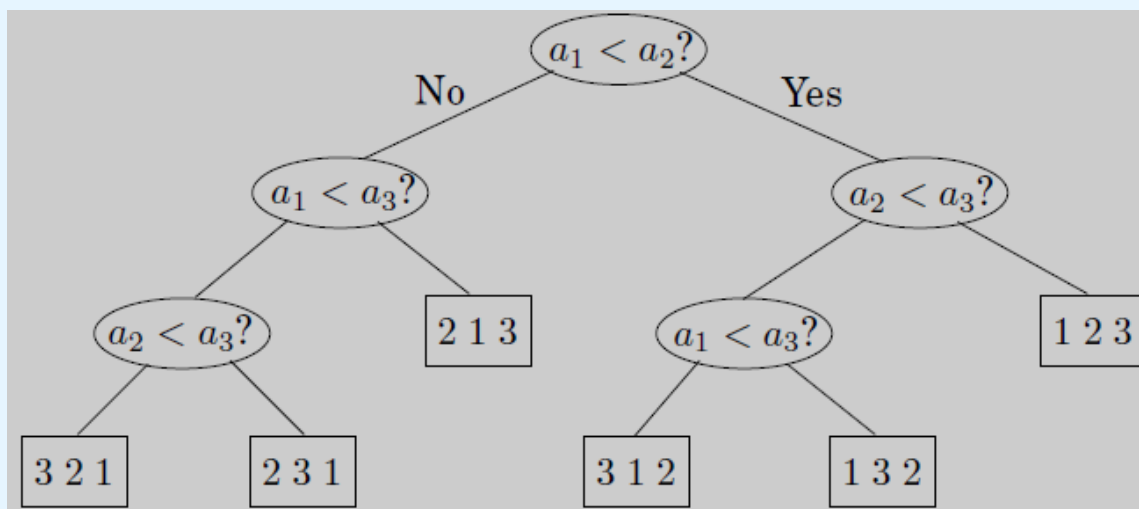 a₁ < a₂?
No
Yes
a₁ < a₃?
a₂ < a₃?
a₂ < a₃?
2 1 3
a₁ < a₃?
1 2 3
3 2 1
2 3 1
3 1 2
1 3 2